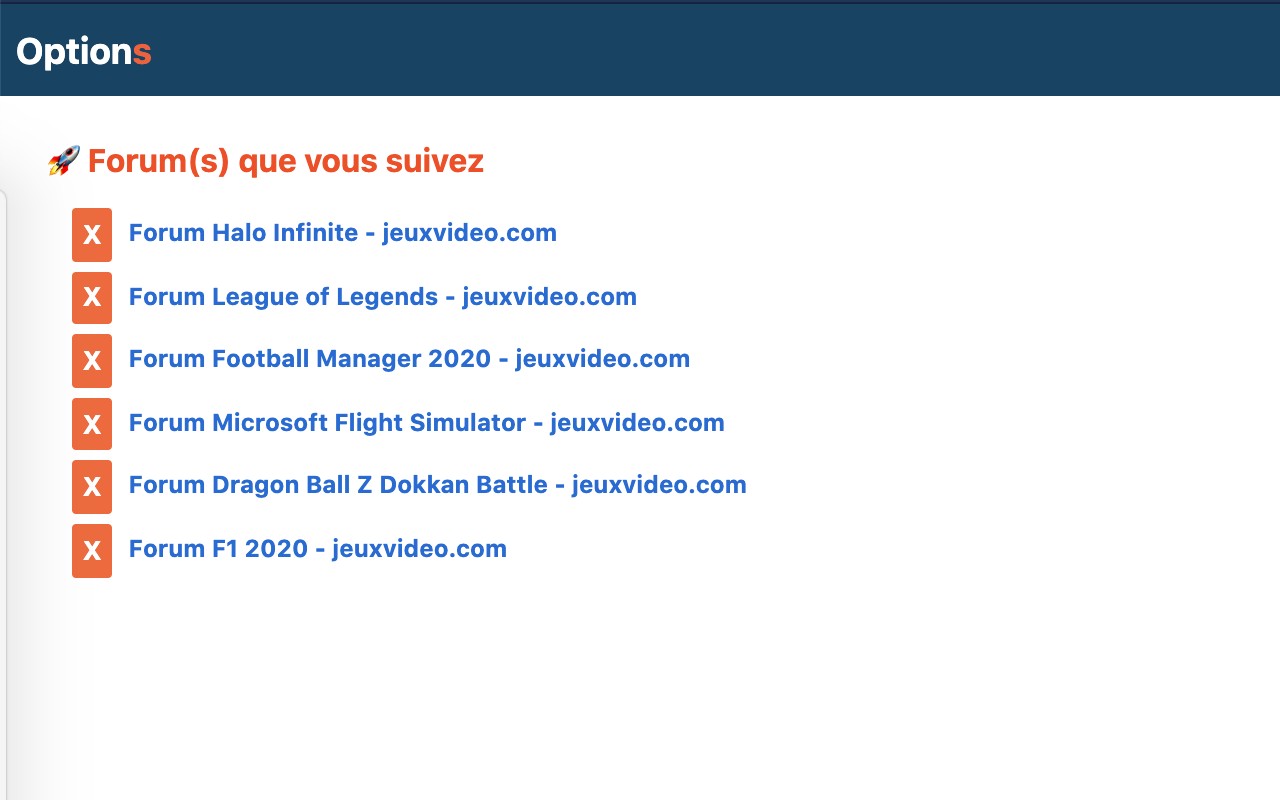 Options
🚀 Forum(s) que vous suivez
X Forum Halo Infinite - jeuxvideo.com
X Forum League of Legends - jeuxvideo.com
X Forum Football Manager 2020 - jeuxvideo.com
X Forum Microsoft Flight Simulator - jeuxvideo.com
X Forum Dragon Ball Z Dokkan Battle - jeuxvideo.com
X Forum F1 2020 - jeuxvideo.com